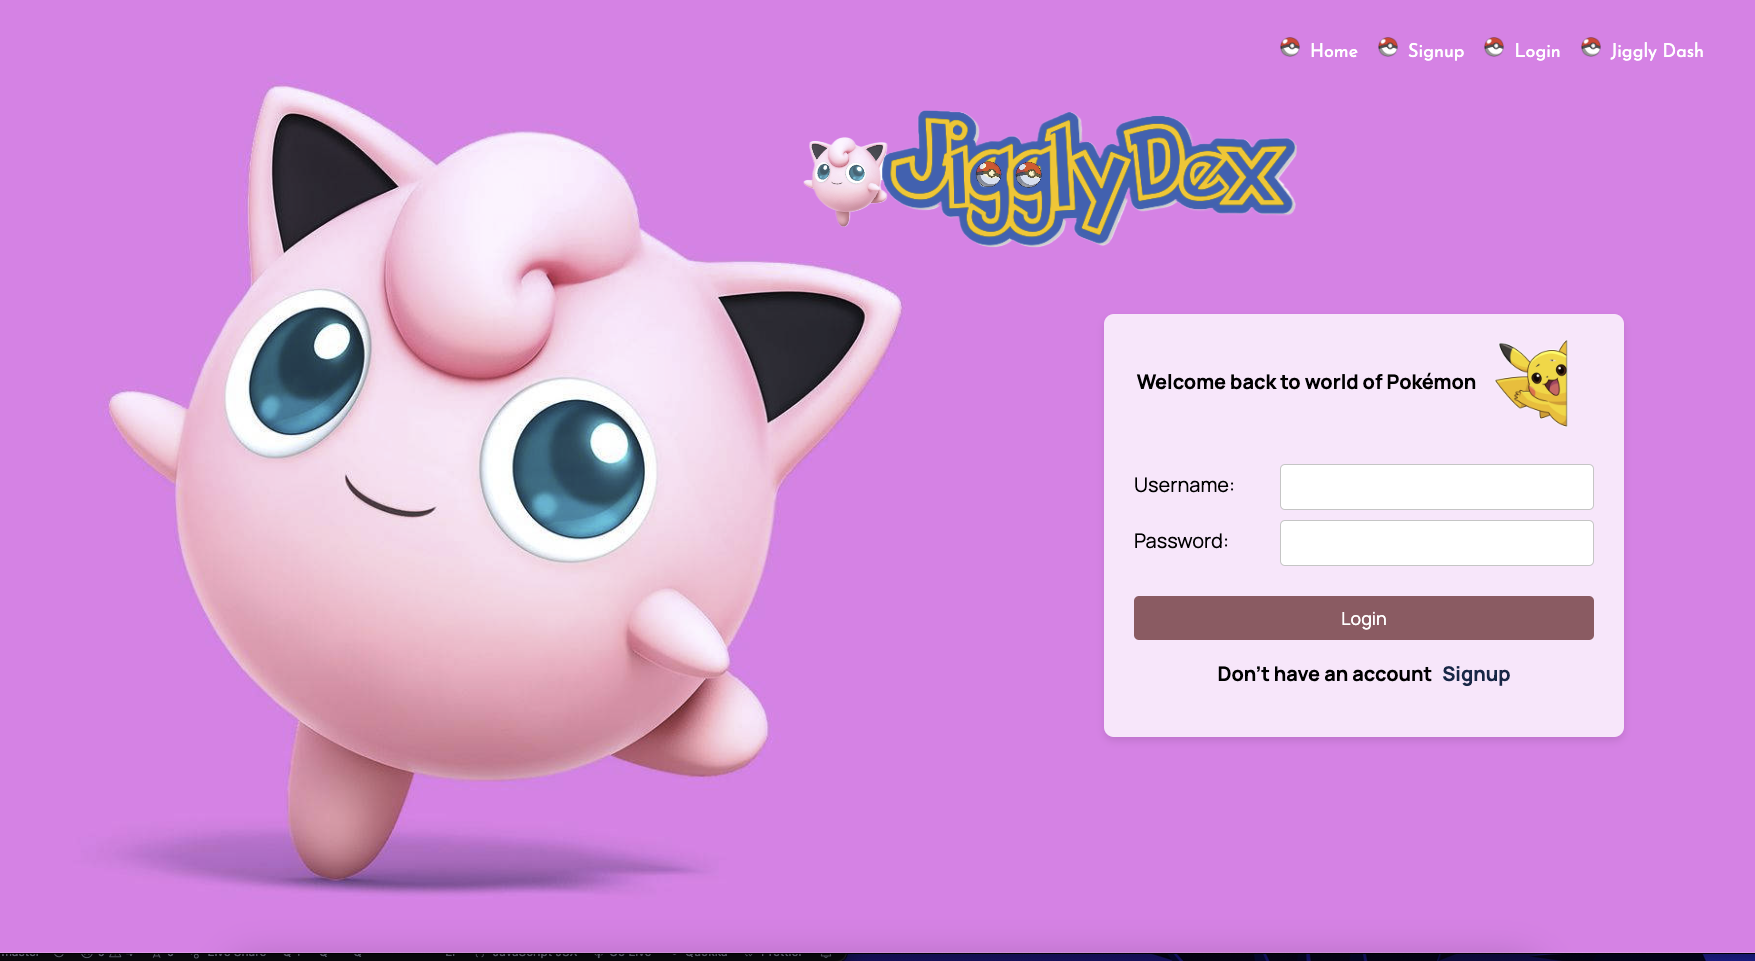 Home Signup Login Jiggly Dash
JigglyDex
Welcome back to world of Pokémon
Username:
Password:
Login
Don't have an account Signup